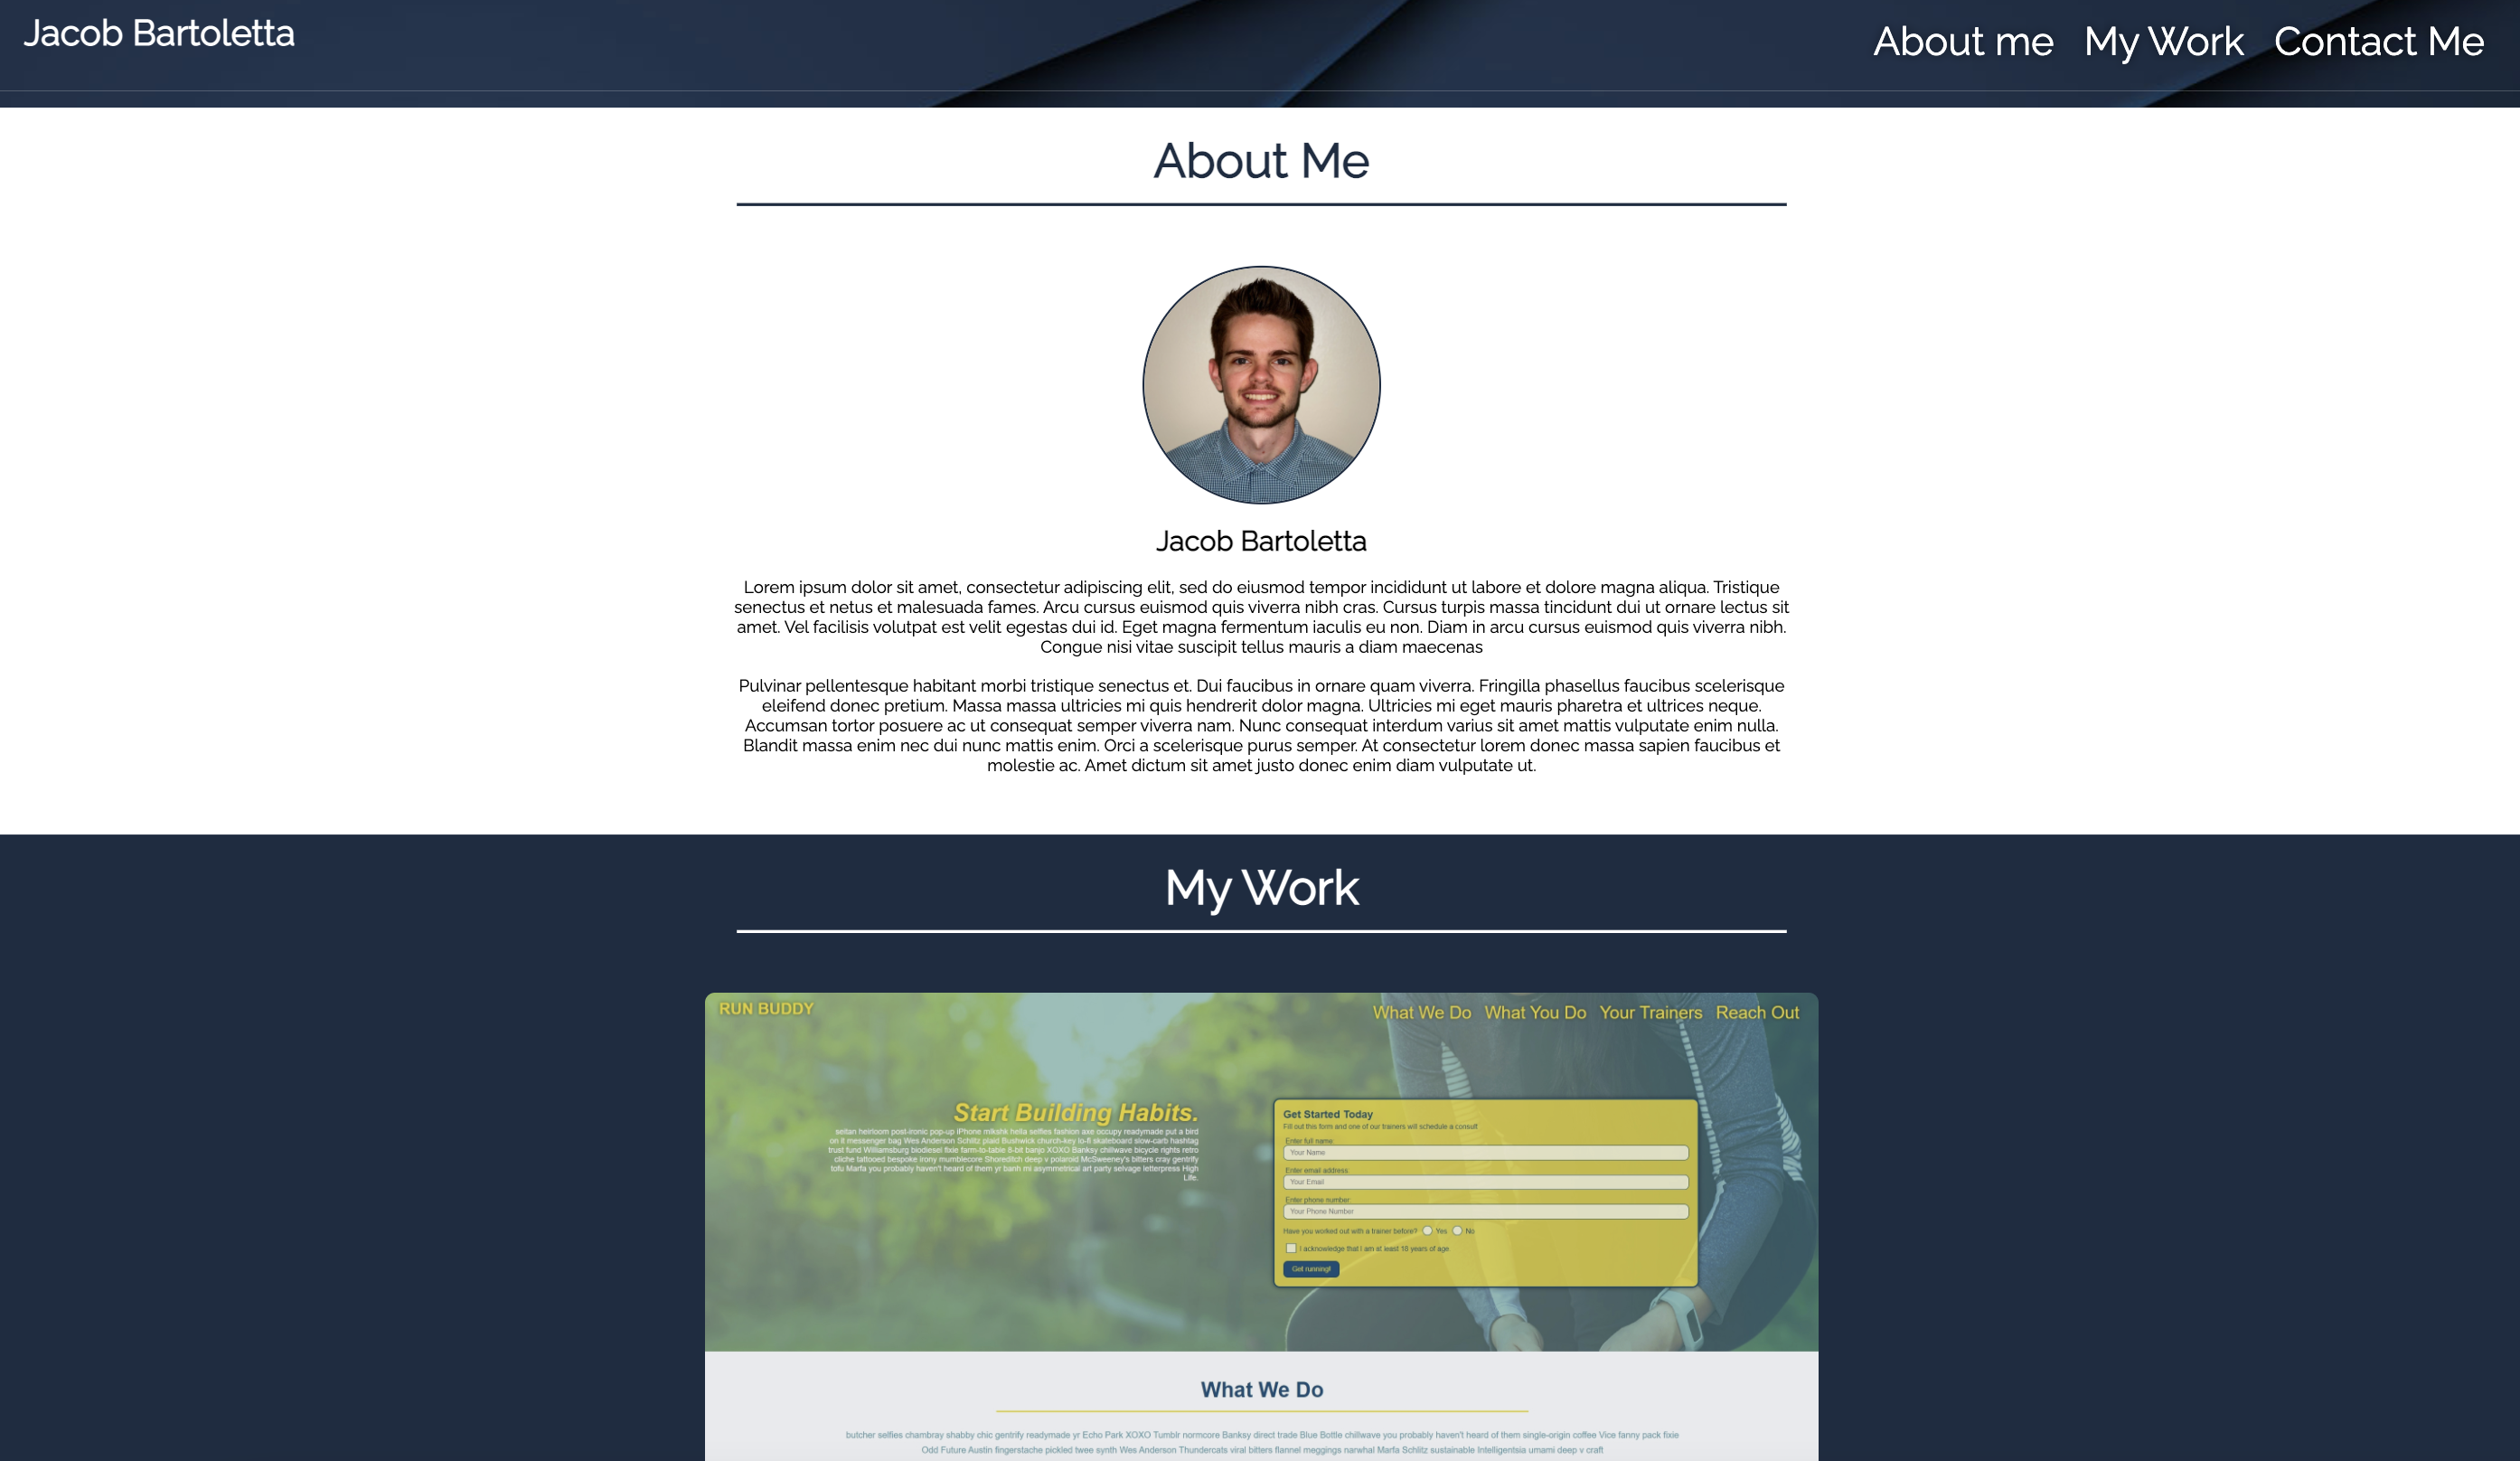 Jacob Bartoletta
About me My Work Contact Me
About Me
Jacob Bartoletta
Lorem ipsum dolor sit amet, consectetur adipiscing elit, sed do eiusmod tempor incididunt ut labore et dolore magna aliqua. Tristique
senectus et netus et malesuada fames. Arcu cursus euismod quis viverra nibh cras. Cursus turpis massa tincidunt dui ut ornare lectus sit
amet. Vel facilisis volutpat est velit egestas dui id. Eget magna fermentum iaculis eu non. Diam in arcu cursus euismod quis viverra nibh.
Congue nisi vitae suscipit tellus mauris a diam maecenas
Pulvinar pellentesque habitant morbi tristique senectus et. Dui faucibus in ornare quam viverra. Fringilla phasellus faucibus scelerisque
eleifend donec pretium. Massa massa ultricies mi quis hendrerit dolor magna. Ultricies mi eget mauris pharetra et ultrices neque.
Accumsan tortor posuere ac ut consequat semper viverra nam. Nunc consequat interdum varius sit amet mattis vulputate enim nulla.
Blandit massa enim nec dui nunc mattis enim. Orci a scelerisque purus semper. At consectetur lorem donec massa sapien faucibus et
molestie ac. Amet dictum sit amet justo donec enim diam vulputate ut.
My Work
RUN BUDDY
What We Do What You Do Your Trainers Reach Out
Start Building Habits.
seitan heirloom post-ironic pop-up iPhone mlkshk hella selfies fashion axe occupy readymade put a bird
on it messenger bag Wes Anderson Schlitz plaid Bushwick church-key lo-fi skateboard slow-carb hashtag
trust fund Williamsburg biodiesel fixie farm-to-table 8-bit banjo XOXO Banksy chillwave bicycle rights retro
cliche tattooed bespoke irony mumblecore Shoreditch deep v polaroid McSweeney's bitters cray gentrify
tofu Marfa you probably haven't heard of them yr banh mi asymmetrical art party selvage letterpress High
Life.
Get Started Today
Fill out this form and one of our trainers will schedule a consult
Enter full name:
Your Name
Enter email address:
Your Email
Enter phone number:
Your Phone Number
Have you worked out with a trainer before? Yes No
I acknowledge that I am at least 18 years of age
Get running!
What We Do
butcher selfies chambray shabby chic gentrify readymade yr Echo Park XOXO Tumblr normcore Banksy direct trade Blue Bottle chillwave you probably haven't heard of them single-origin coffee Vice fanny pack fixie
Odd Future Austin fingerstache pickled twee synth Wes Anderson Thundercats viral bitters flannel meggings narwhal Marfa Schlitz sustainable Intelligentsia umami deep v craft